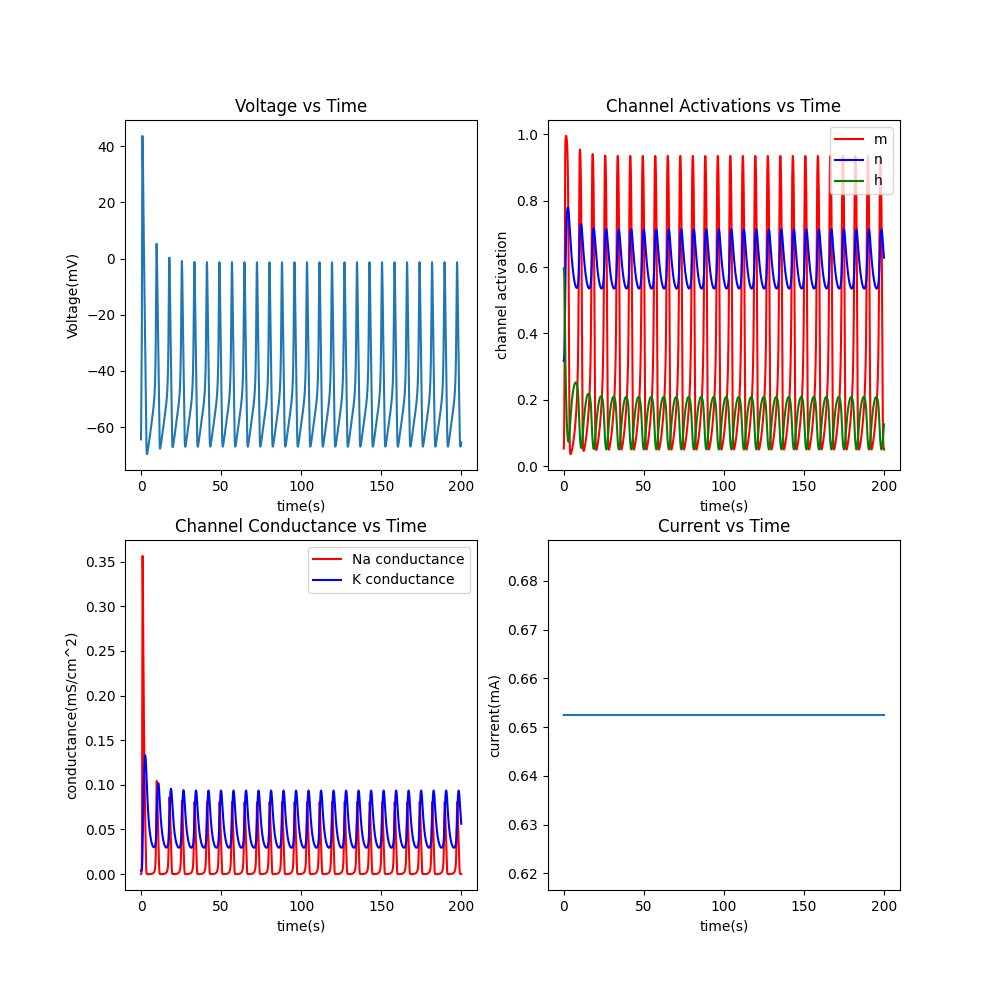 Voltage vs Time
40
20
0
−20
−40
−60
Voltage(mV)
0 50 100 150 200
time(s)
Channel Activations vs Time
1.0
0.8
0.6
0.4
0.2
0.0
channel activation
m
n
h
0 50 100 150 200
time(s)
Channel Conductance vs Time
0.35
0.30
0.25
0.20
0.15
0.10
0.05
0.00
conductance(mS/cm^2)
Na conductance
K conductance
0 50 100 150 200
time(s)
Current vs Time
0.68
0.67
0.66
0.65
0.64
0.63
0.62
current(mA)
0 50 100 150 200
time(s)